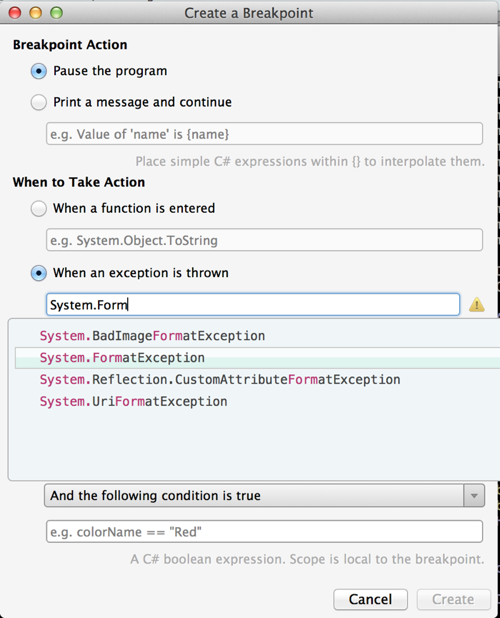 Create a Breakpoint
Breakpoint Action
Pause the program
Print a message and continue
e.g. Value of 'name' is {name}
Place simple C# expressions within {} to interpolate them.
When to Take Action
When a function is entered
e.g. System.Object.ToString
When an exception is thrown
System.Form
System.BadImageFormatException
System.FormatException
System.Reflection.CustomAttributeFormatException
System.UriFormatException
And the following condition is true
e.g. colorName == "Red"
A C# boolean expression. Scope is local to the breakpoint.
Cancel
Create